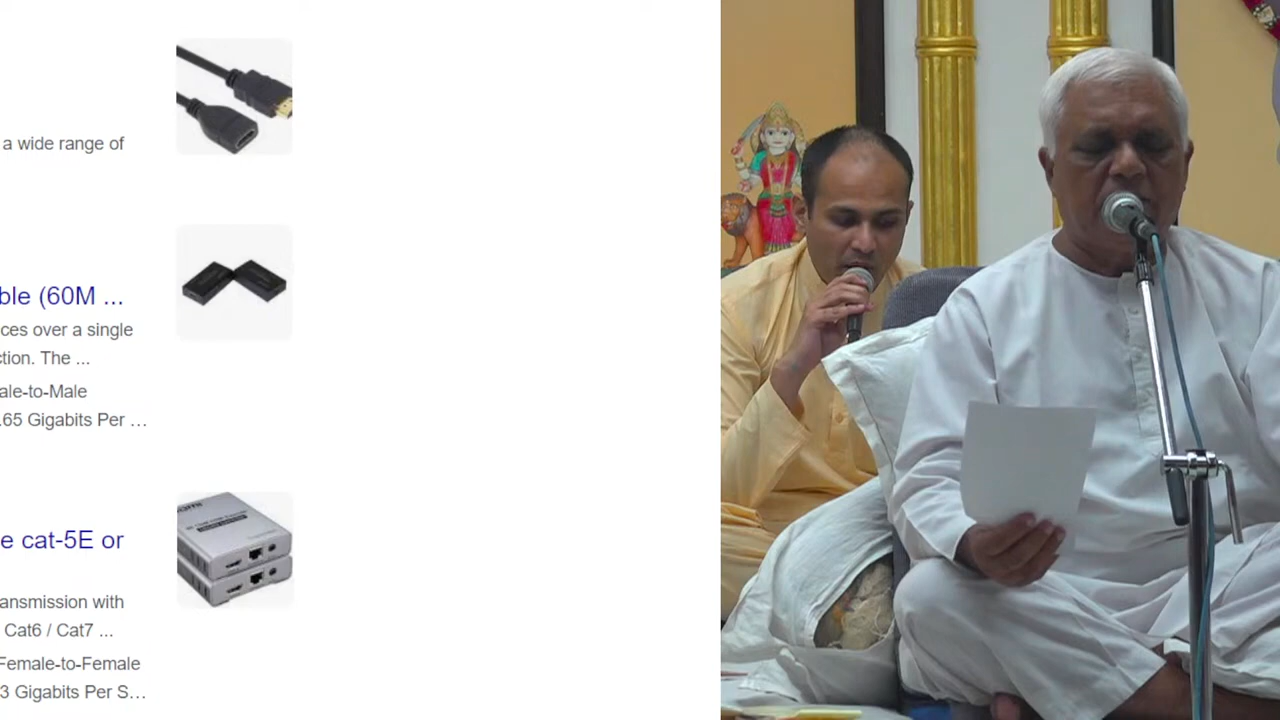 a wide range of
ble (60M ...
ces over a single
ction. The ...
ale-to-Male
.65 Gigabits Per ...
e cat-5E or
ansmission with
Cat6 / Cat7 ...
Female-to-Female
3 Gigabits Per S...